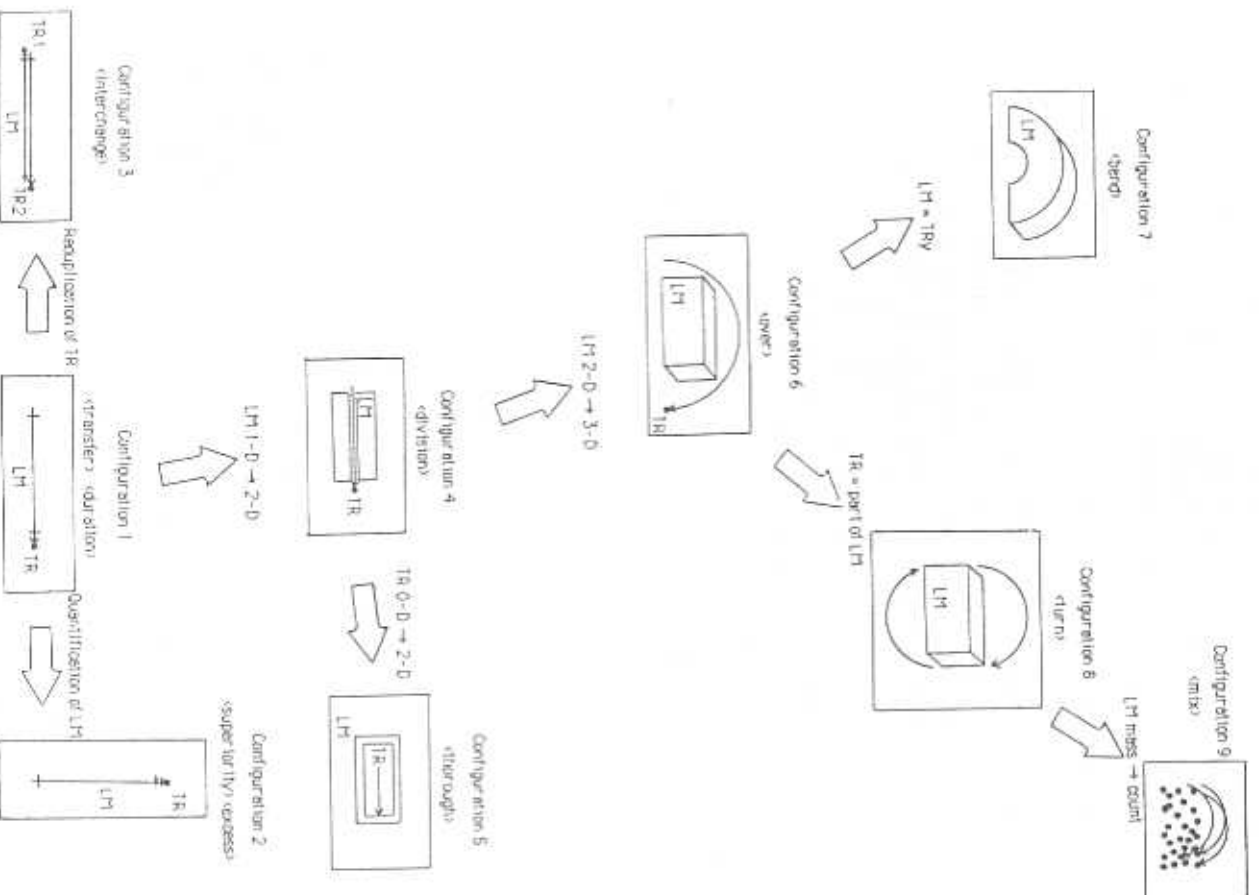 Configuration 7
<bend>
LM
LM = TRy
Configuration 6
<over>
LM
TR
TR = part of LM
Configuration 8
<turn>
LM
LM mass → count
Configuration 9
<mix>
LM 2-D → 3-D
Configuration 4
<division>
LM
TR
TR 0-D → 2-D
Configuration 5
<thorough>
TR
LM
LM 1-D → 2-D
Configuration 3
<interchange>
TR1
LM
TR2
Reduplication of TR
Configuration 1
<transfer> <duration>
LM
TR
Quantification of LM
Configuration 2
<superiority> <excess>
TR
LM